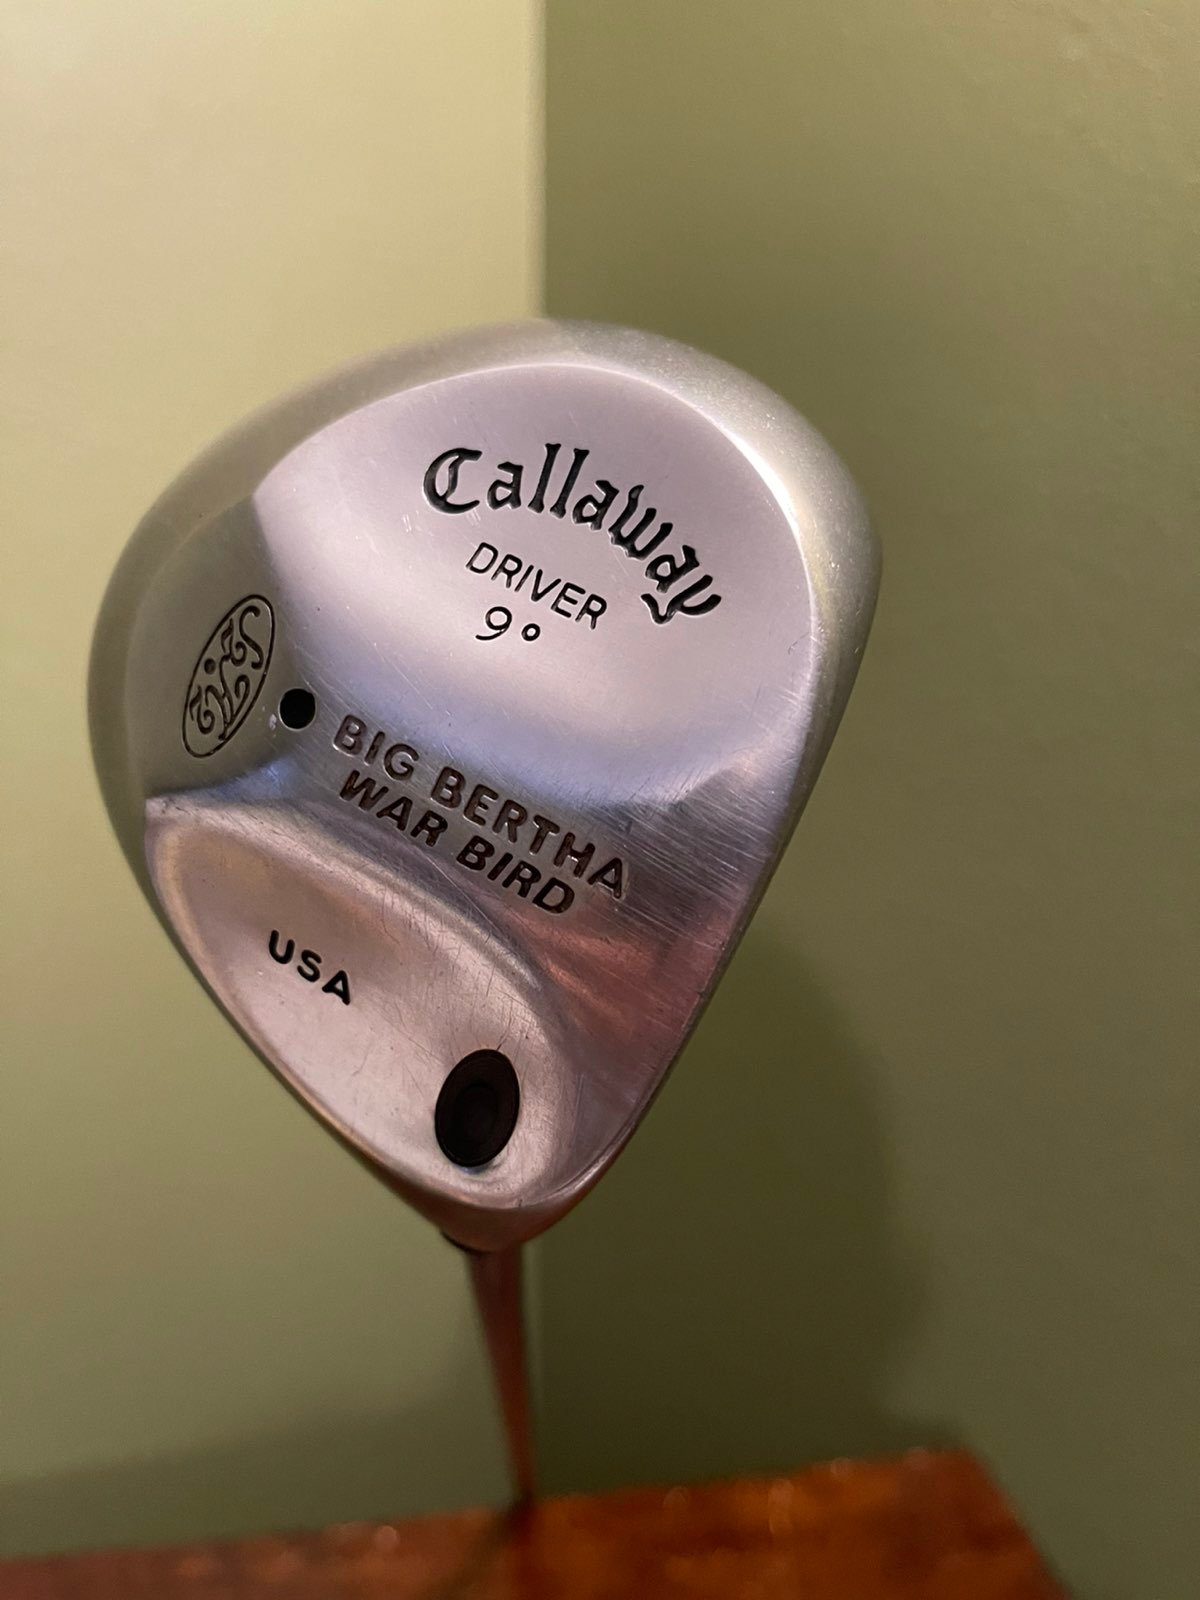 Callaway
DRIVER
9°
BIG BERTHA
WAR BIRD
USA